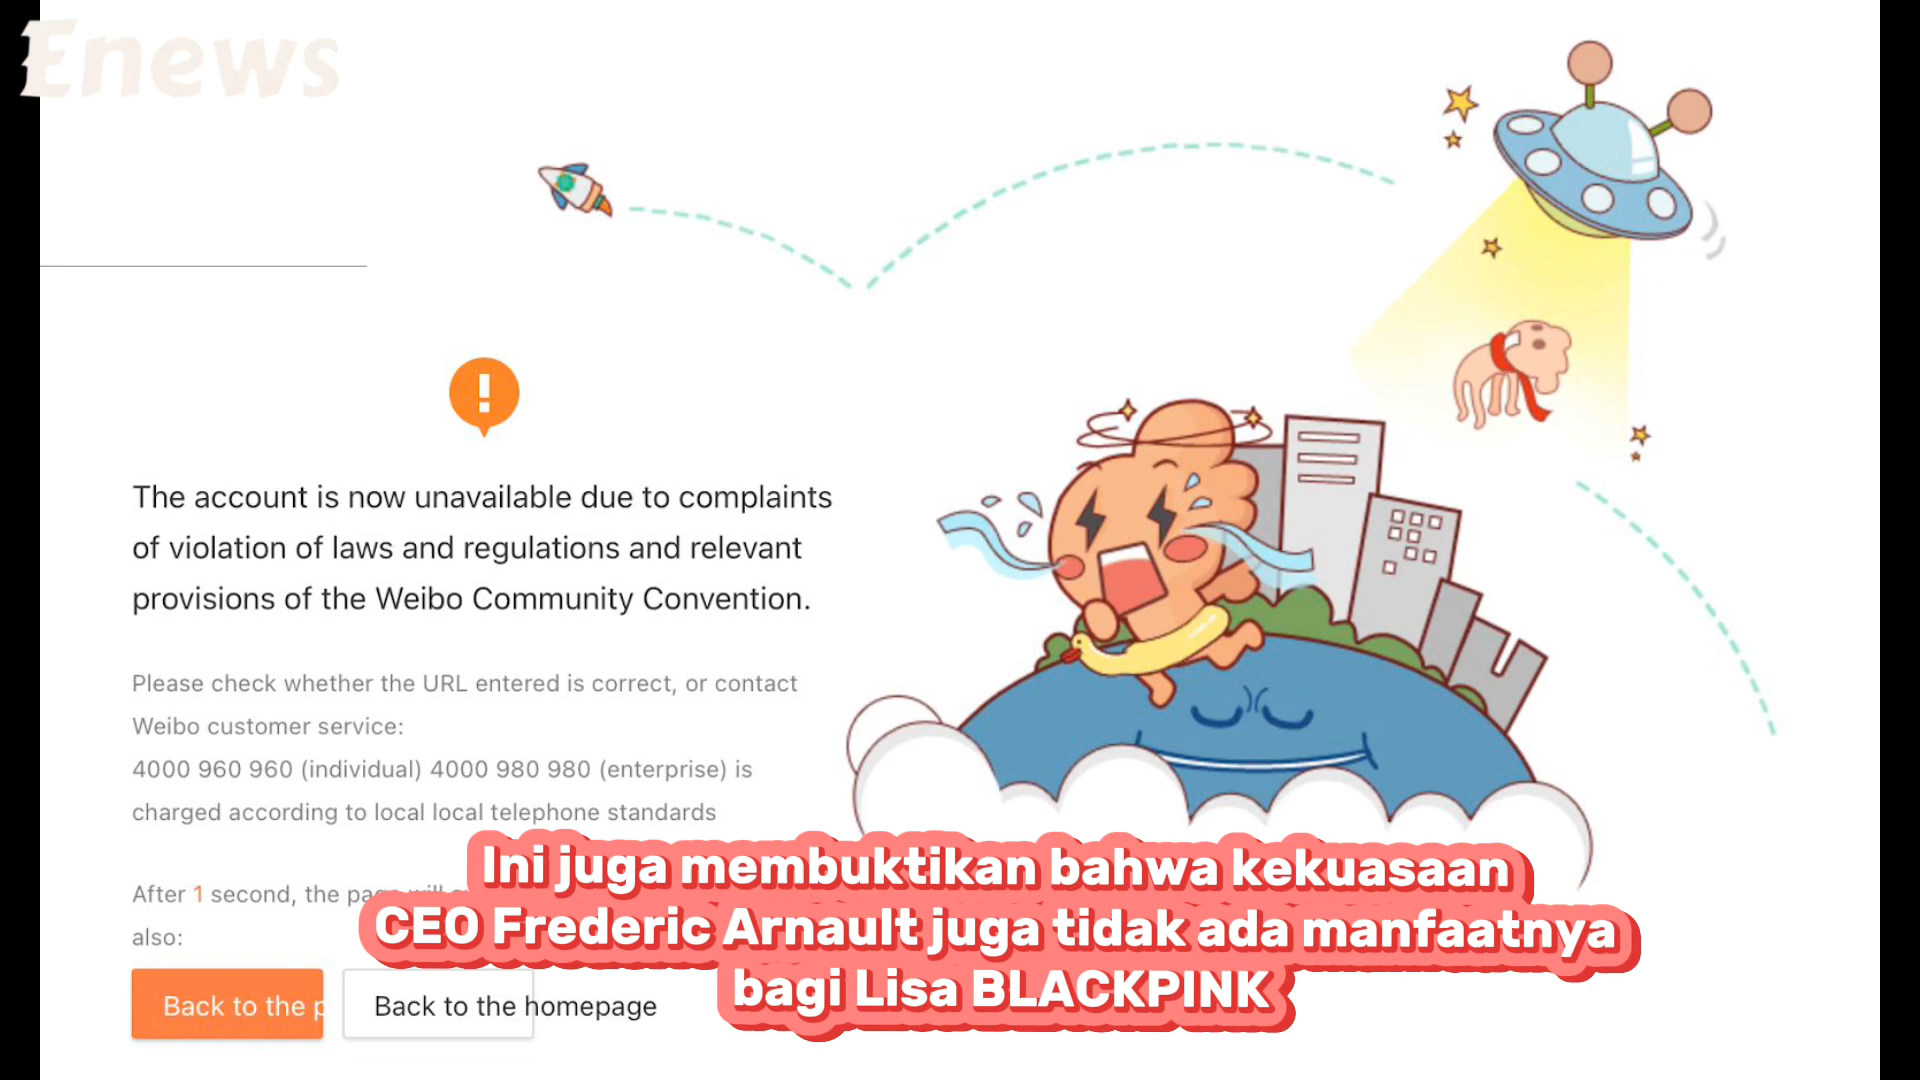 Enews
The account is now unavailable due to complaints
of violation of laws and regulations and relevant
provisions of the Weibo Community Convention.
Please check whether the URL entered is correct, or contact
Weibo customer service:
4000 960 960 (individual) 4000 980 980 (enterprise) is
charged according to local local telephone standards
After 1 second, the page will
also:
Back to the p
Back to the homepage
Ini juga membuktikan bahwa kekuasaan
CEO Frederic Arnault juga tidak ada manfaatnya
bagi Lisa BLACKPINK